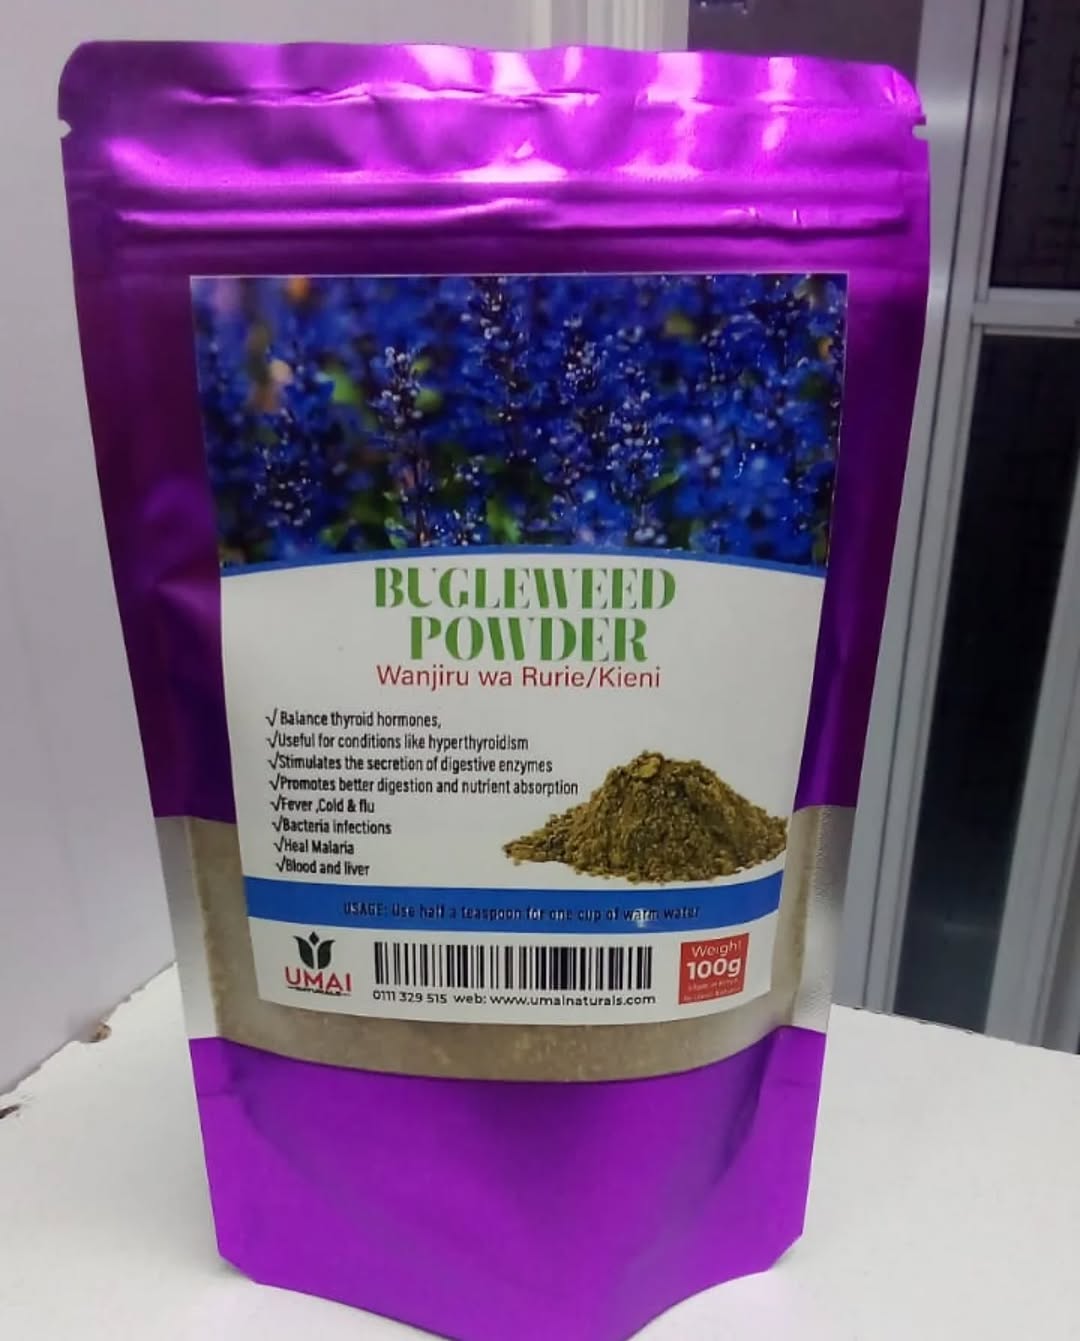 BUGLEWEED
POWDER
Wanjiru wa Rurie/Kieni
√ Balance thyroid hormones,
√Useful for conditions like hyperthyroidism
√Stimulates the secretion of digestive enzymes
√Promotes better digestion and nutrient absorption
√Fever ,Cold & flu
√Bacteria infections
√Heal Malaria
√Blood and liver
USAGE: Use half a teaspoon for one cup of warm water
UMAI
NATURALS
0111 329 515 web: www.umainaturals.com
Weight
100g